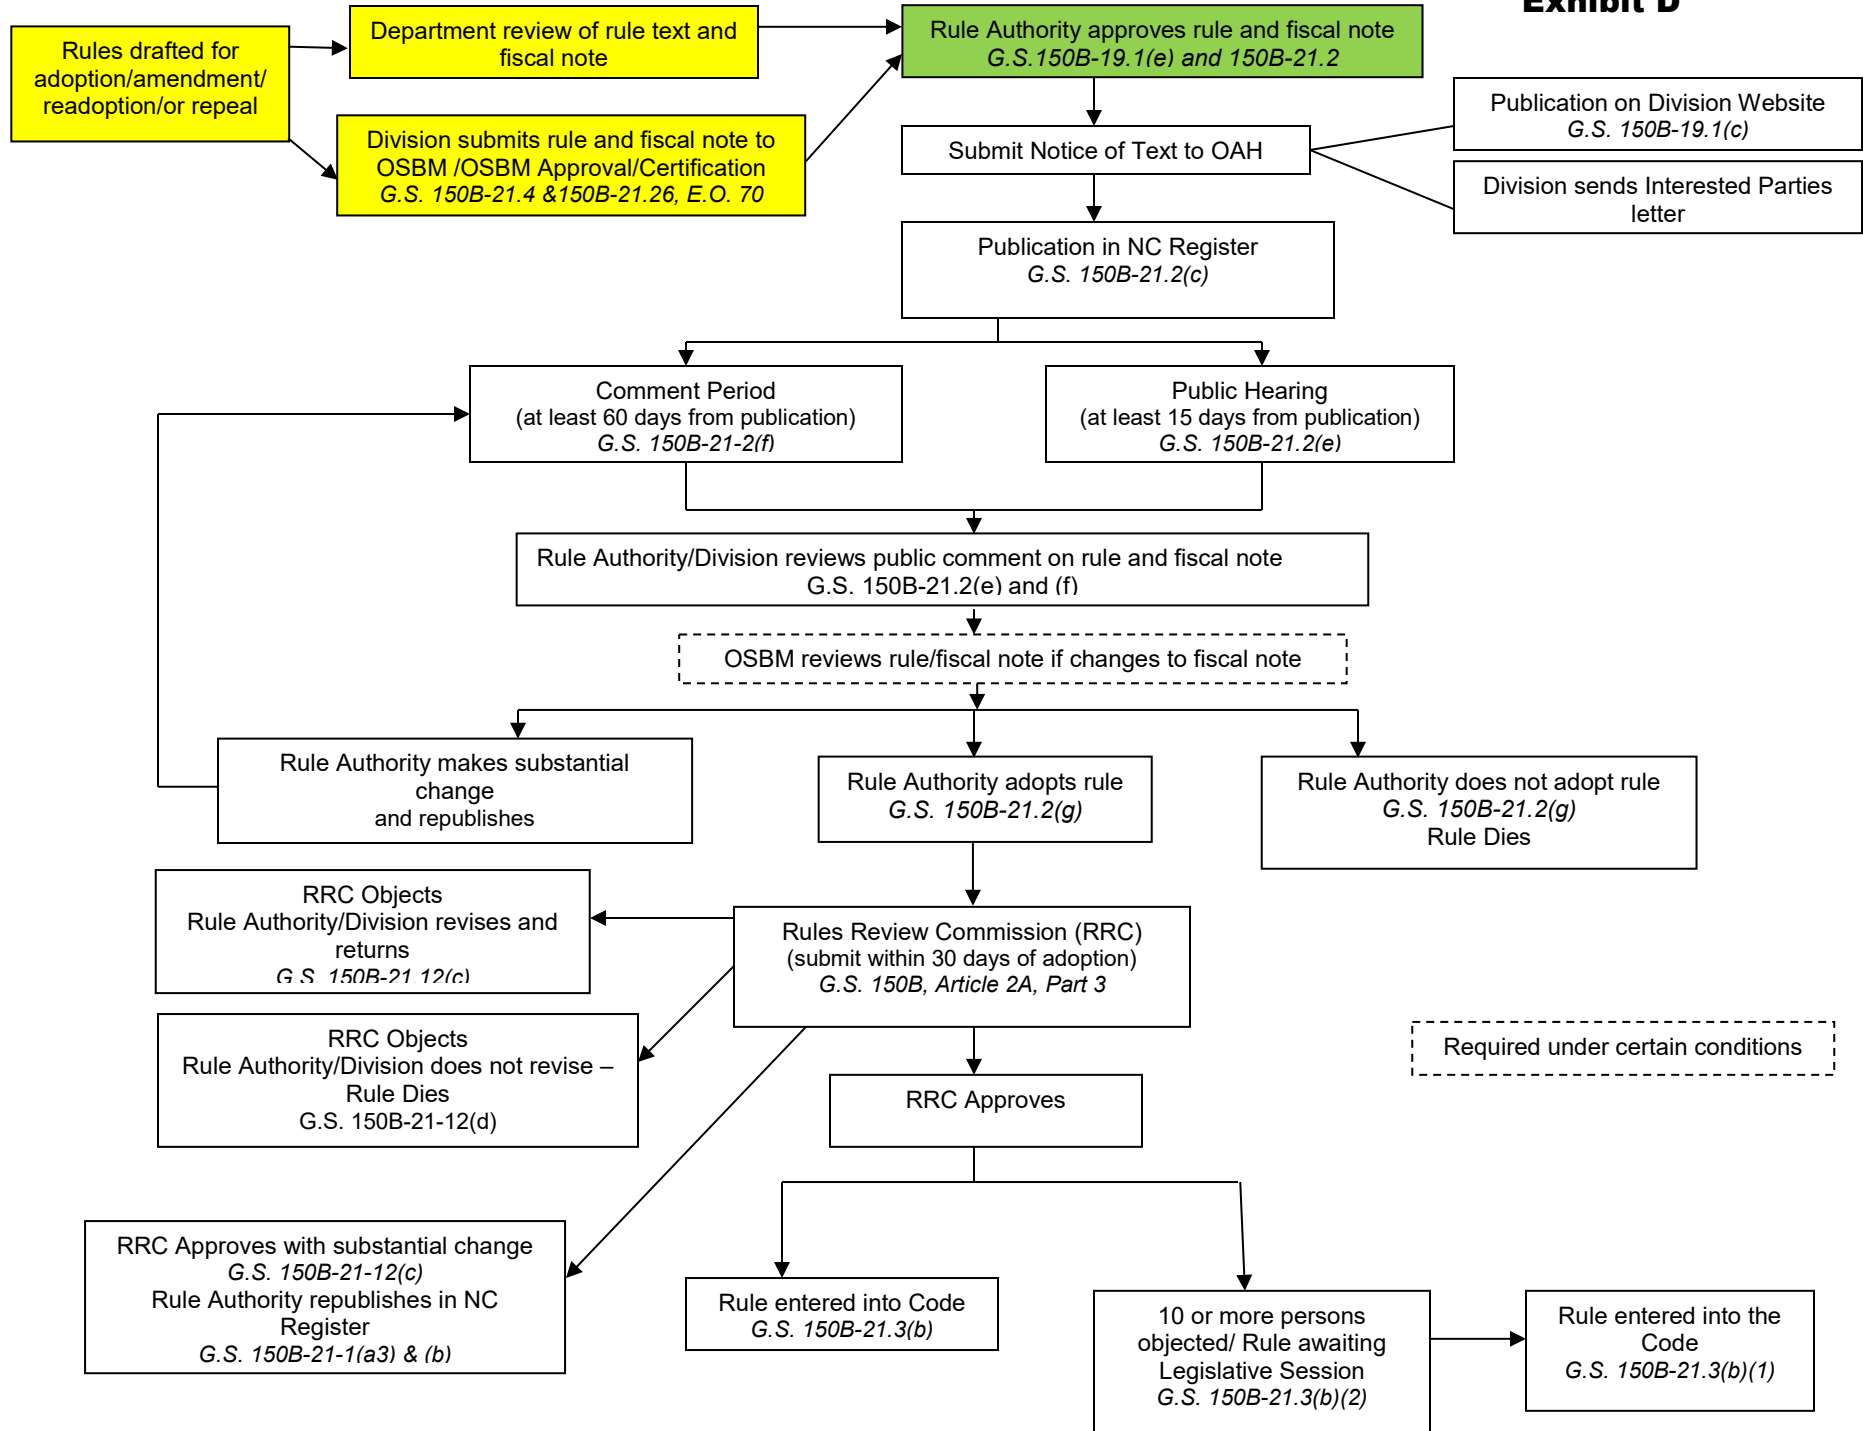 Exhibit D
Rules drafted for
adoption/amendment/
readoption/or repeal
Department review of rule text and
fiscal note
Rule Authority approves rule and fiscal note
G.S.150B-19.1(e) and 150B-21.2
Division submits rule and fiscal note to
OSBM /OSBM Approval/Certification
G.S. 150B-21.4 &150B-21.26, E.O. 70
Submit Notice of Text to OAH
Publication on Division Website
G.S. 150B-19.1(c)
Division sends Interested Parties
letter
Publication in NC Register
G.S. 150B-21.2(c)
Comment Period
(at least 60 days from publication)
G.S. 150B-21-2(f)
Public Hearing
(at least 15 days from publication)
G.S. 150B-21.2(e)
Rule Authority/Division reviews public comment on rule and fiscal note
G.S. 150B-21.2(e) and (f)
OSBM reviews rule/fiscal note if changes to fiscal note
Rule Authority makes substantial
change
and republishes
Rule Authority adopts rule
G.S. 150B-21.2(g)
Rule Authority does not adopt rule
G.S. 150B-21.2(g)
Rule Dies
RRC Objects
Rule Authority/Division revises and
returns
G.S. 150B-21.12(c)
Rules Review Commission (RRC)
(submit within 30 days of adoption)
G.S. 150B, Article 2A, Part 3
RRC Objects
Rule Authority/Division does not revise –
Rule Dies
G.S. 150B-21-12(d)
Required under certain conditions
RRC Approves
RRC Approves with substantial change
G.S. 150B-21-12(c)
Rule Authority republishes in NC
Register
G.S. 150B-21-1(a3) & (b)
Rule entered into Code
G.S. 150B-21.3(b)
10 or more persons
objected/ Rule awaiting
Legislative Session
G.S. 150B-21.3(b)(2)
Rule entered into the
Code
G.S. 150B-21.3(b)(1)